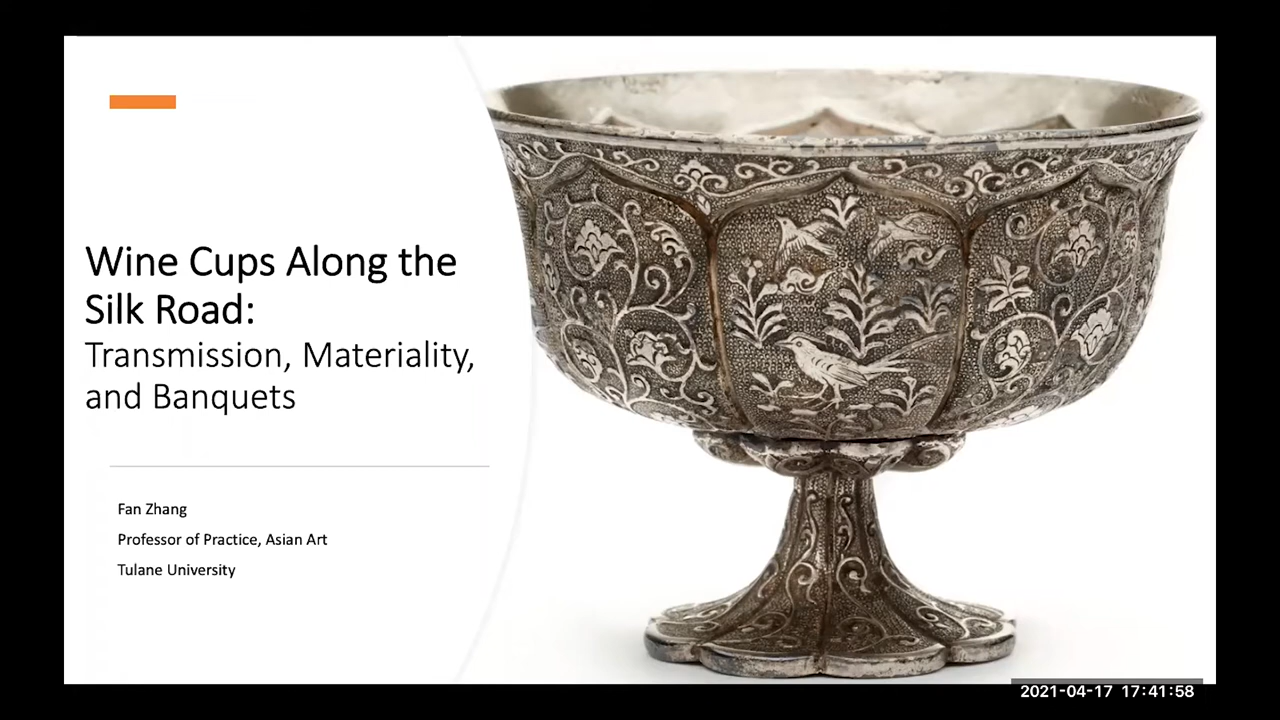 Wine Cups Along the
Silk Road:
Transmission, Materiality,
and Banquets
Fan Zhang
Professor of Practice, Asian Art
Tulane University
2021-04-17 17:41:58